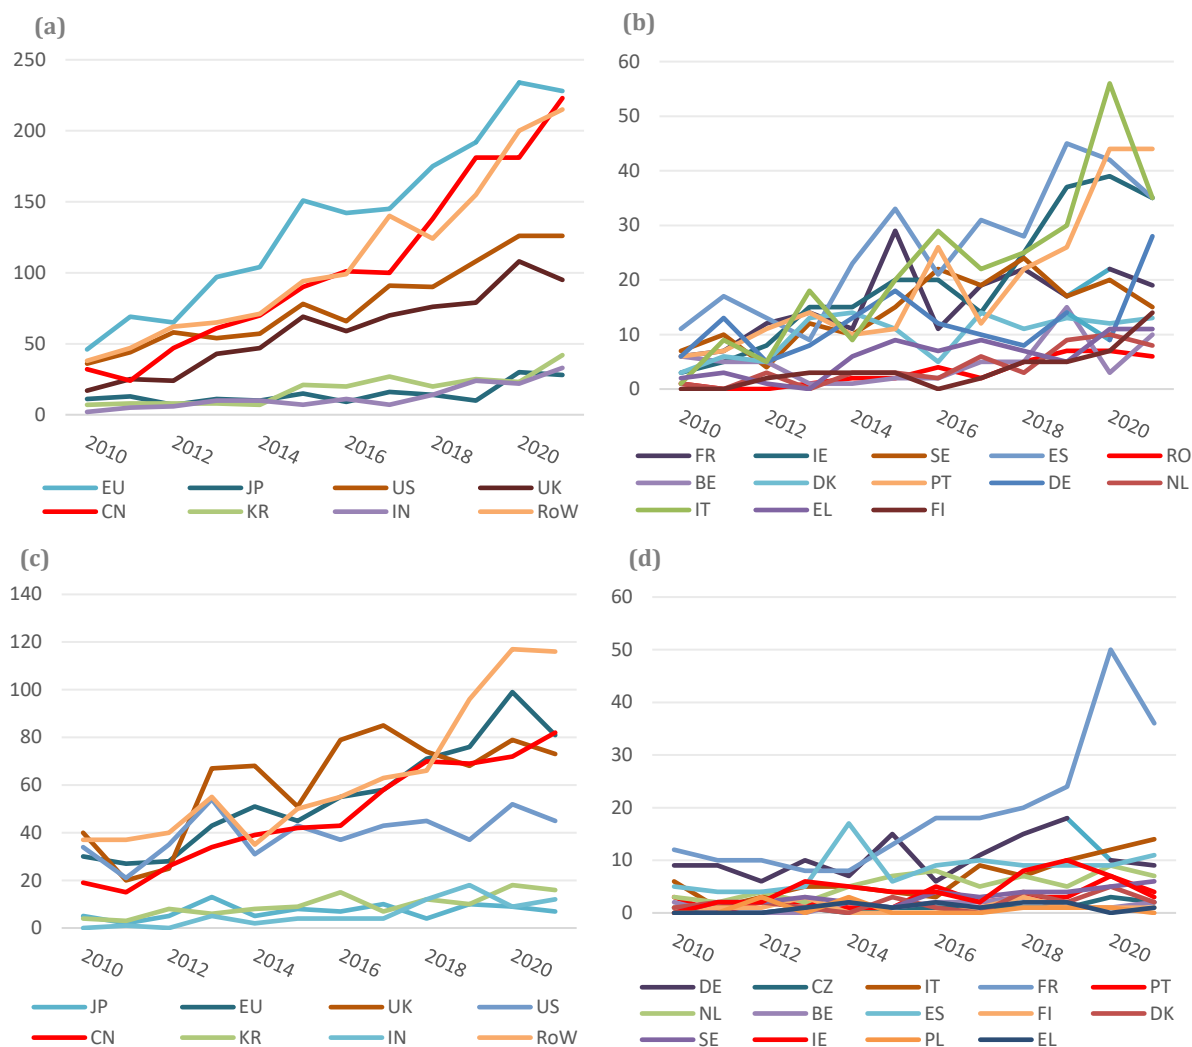 (a)
250
200
150
100
50
0
2010 2012 2014 2016 2018 2020
EU JP US UK
CN KR IN RoW
(b)
60
50
40
30
20
10
0
2010 2012 2014 2016 2018 2020
FR IE SE ES RO
BE DK PT DE NL
IT EL FI
(c)
140
120
100
80
60
40
20
0
2010 2012 2014 2016 2018 2020
JP EU UK US
CN KR IN RoW
(d)
60
50
40
30
20
10
0
2010 2012 2014 2016 2018 2020
DE CZ IT FR PT
NL BE ES FI DK
SE IE PL EL